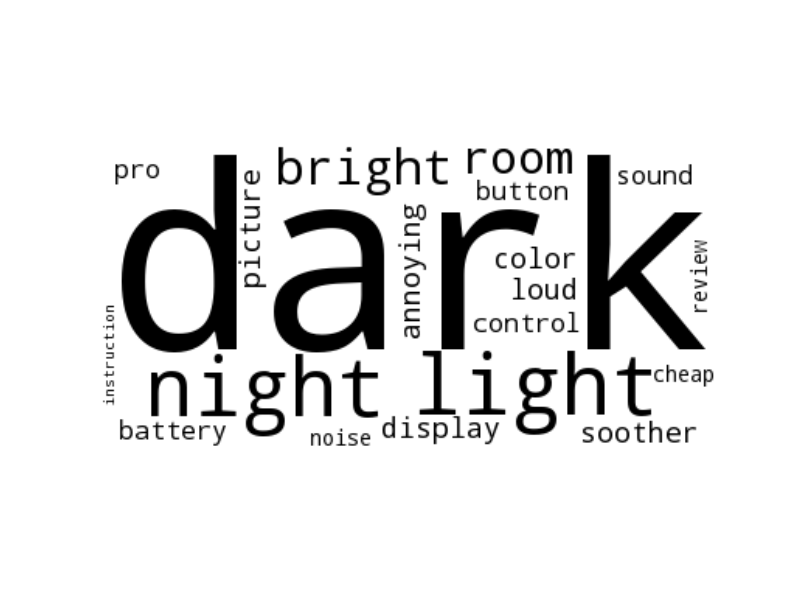 pro
bright
room
sound
button
picture
dark
annoying
color
review
loud
control
instruction
night
light
cheap
battery
noise
display
soother